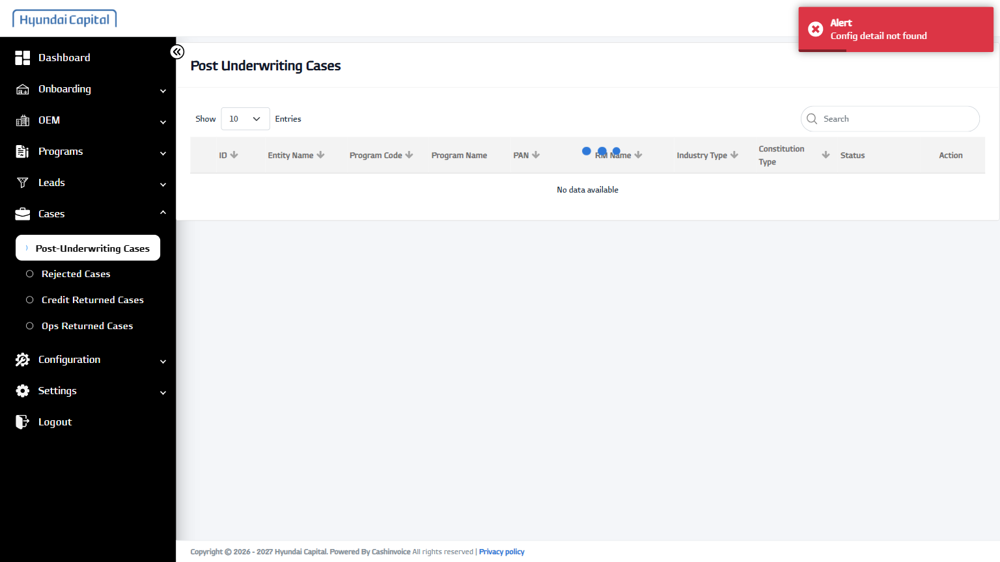 Hyundai Capital
Alert
Config detail not found
Dashboard
Onboarding
OEM
Programs
Leads
Cases
Post-Underwriting Cases
Rejected Cases
Credit Returned Cases
Ops Returned Cases
Configuration
Settings
Logout
Post Underwriting Cases
Show 10 Entries
Search
ID Entity Name Program Code Program Name PAN RM Name Industry Type Constitution Type Status Action
No data available
Copyright © 2026 - 2027 Hyundai Capital. Powered By Cashinvoice All rights reserved | Privacy policy